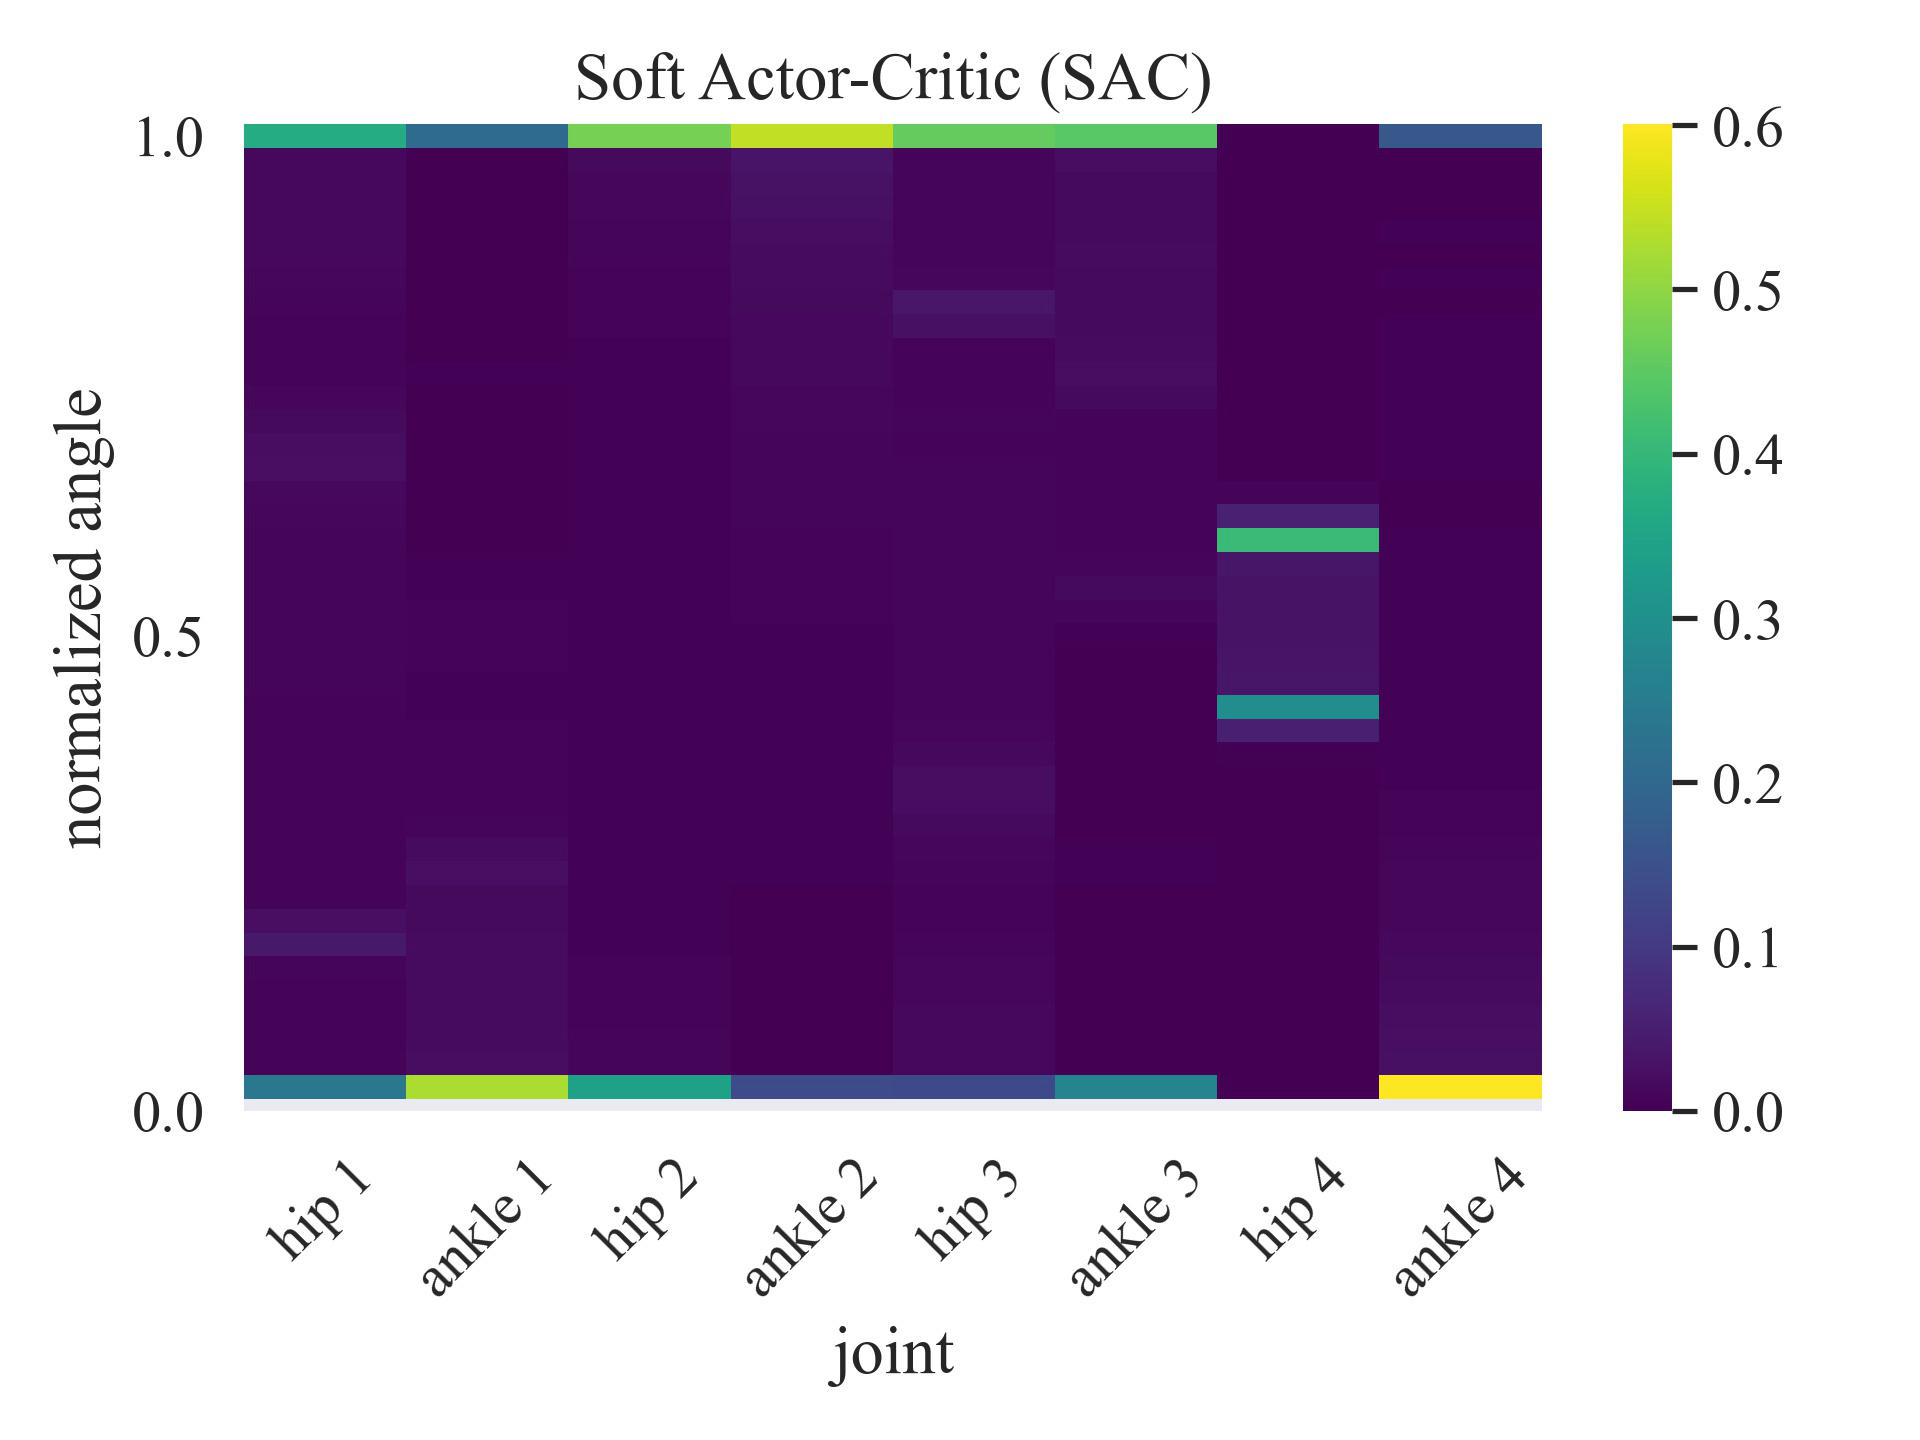 Soft Actor-Critic (SAC)
1.0
0.5
0.0
normalized angle
hip 1
ankle 1
hip 2
ankle 2
hip 3
ankle 3
hip 4
ankle 4
joint
0.6
0.5
0.4
0.3
0.2
0.1
0.0